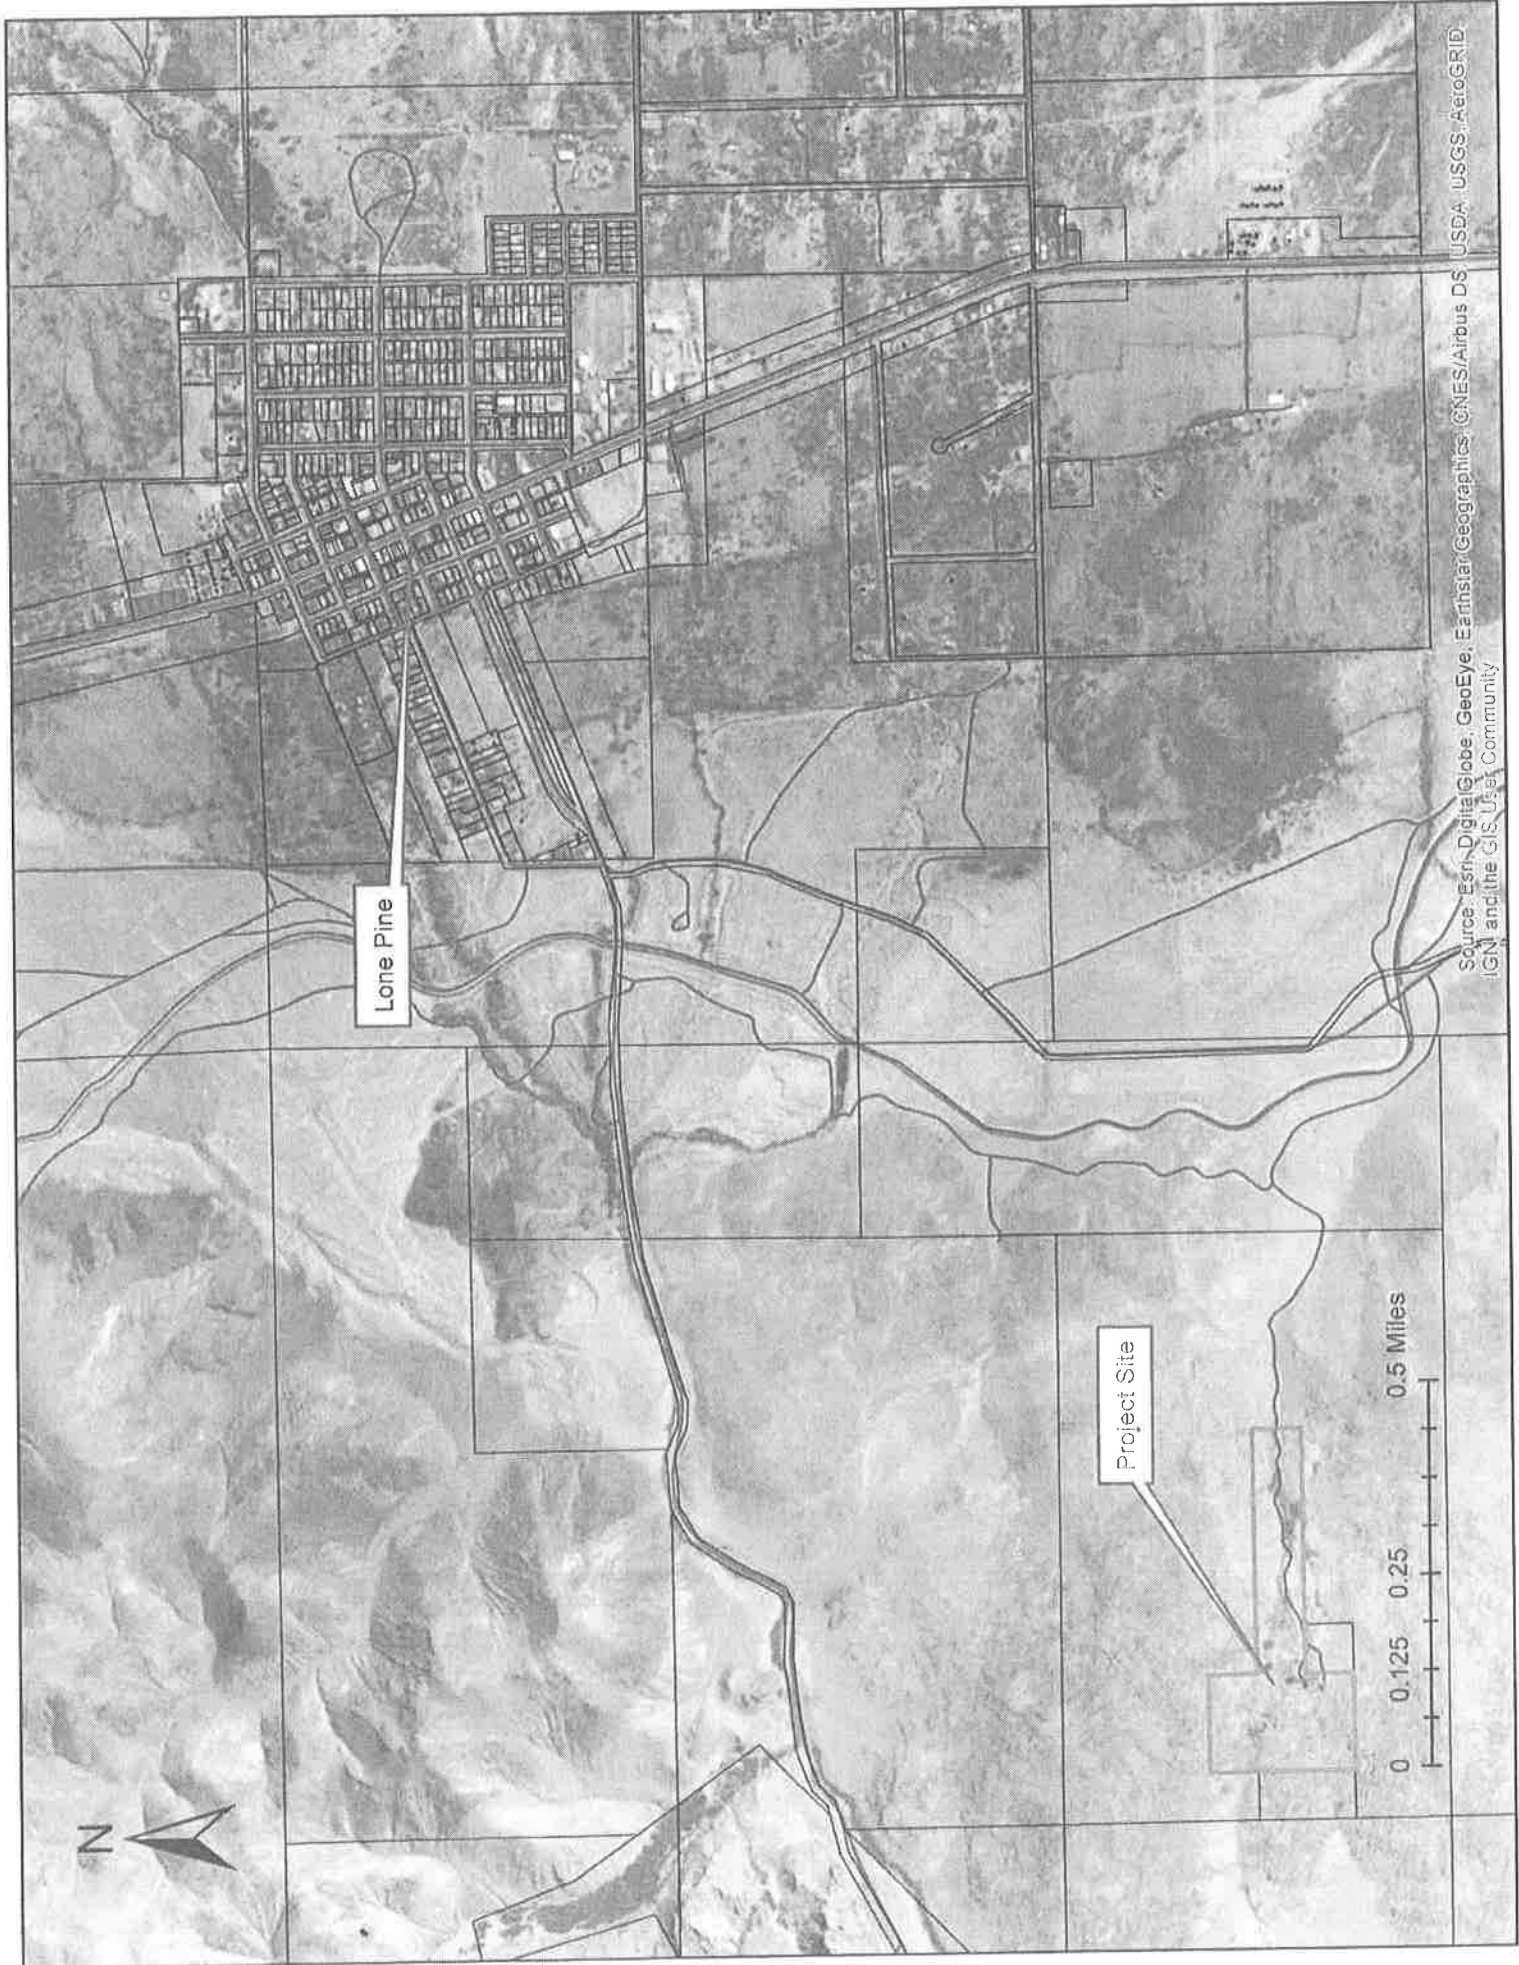 N
Lone Pine
Project Site
0 0.125 0.25 0.5 Miles
Source: Esri, DigitalGlobe, GeoEye, Earthstar Geographics, CNES/Airbus DS, USDA, USGS, AeroGRID,
IGN, and the GIS User Community